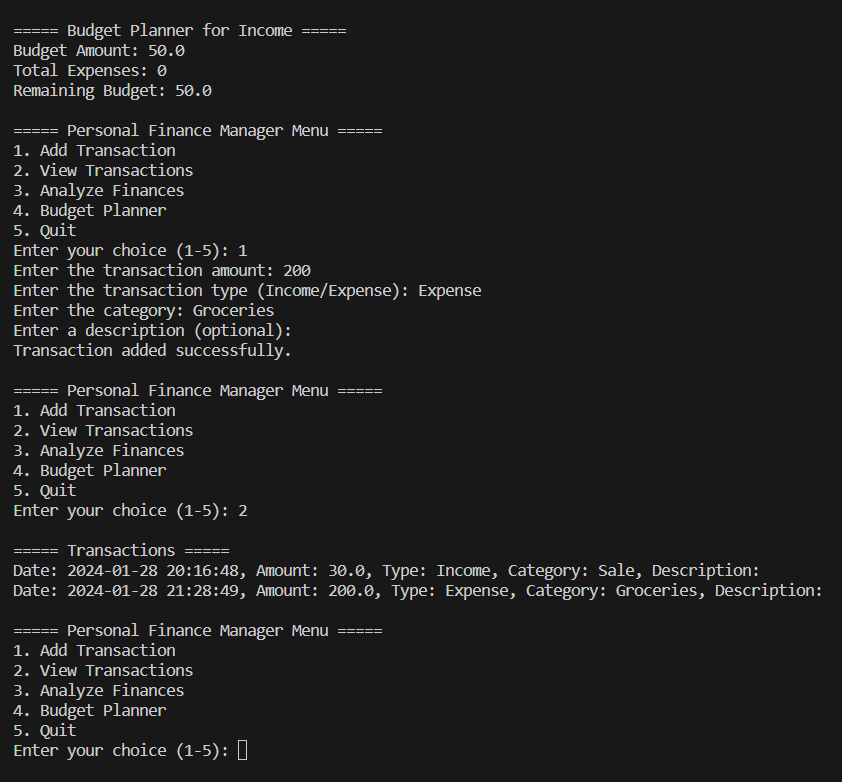 ===== Budget Planner for Income =====
Budget Amount: 50.0
Total Expenses: 0
Remaining Budget: 50.0

===== Personal Finance Manager Menu =====
1. Add Transaction
2. View Transactions
3. Analyze Finances
4. Budget Planner
5. Quit
Enter your choice (1-5): 1
Enter the transaction amount: 200
Enter the transaction type (Income/Expense): Expense
Enter the category: Groceries
Enter a description (optional):
Transaction added successfully.

===== Personal Finance Manager Menu =====
1. Add Transaction
2. View Transactions
3. Analyze Finances
4. Budget Planner
5. Quit
Enter your choice (1-5): 2

===== Transactions =====
Date: 2024-01-28 20:16:48, Amount: 30.0, Type: Income, Category: Sale, Description:
Date: 2024-01-28 21:28:49, Amount: 200.0, Type: Expense, Category: Groceries, Description:

===== Personal Finance Manager Menu =====
1. Add Transaction
2. View Transactions
3. Analyze Finances
4. Budget Planner
5. Quit
Enter your choice (1-5):